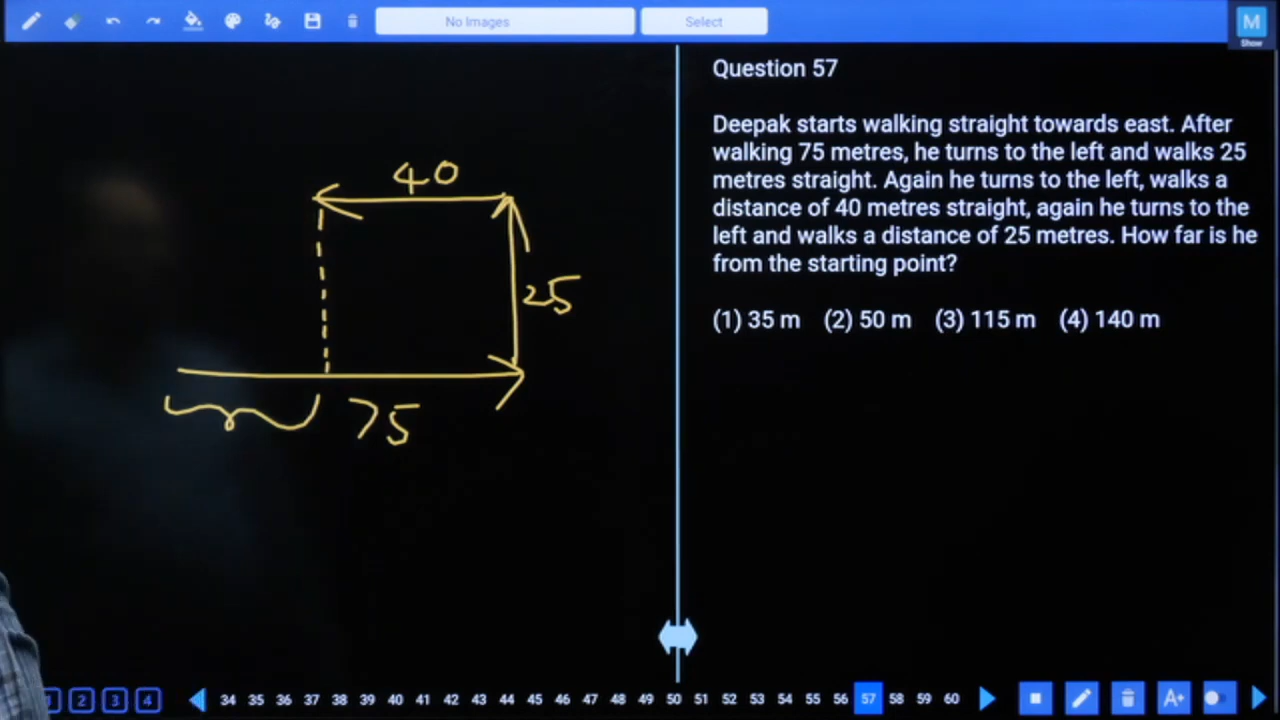 No Images
Select
M
Show
Question 57
Deepak starts walking straight towards east. After
walking 75 metres, he turns to the left and walks 25
metres straight. Again he turns to the left, walks a
distance of 40 metres straight, again he turns to the
left and walks a distance of 25 metres. How far is he
from the starting point?
(1) 35 m (2) 50 m (3) 115 m (4) 140 m
40
25
75
2 3 4
34 35 36 37 38 39 40 41 42 43 44 45 46 47 48 49 50 51 52 53 54 55 56 57 58 59 60
A+